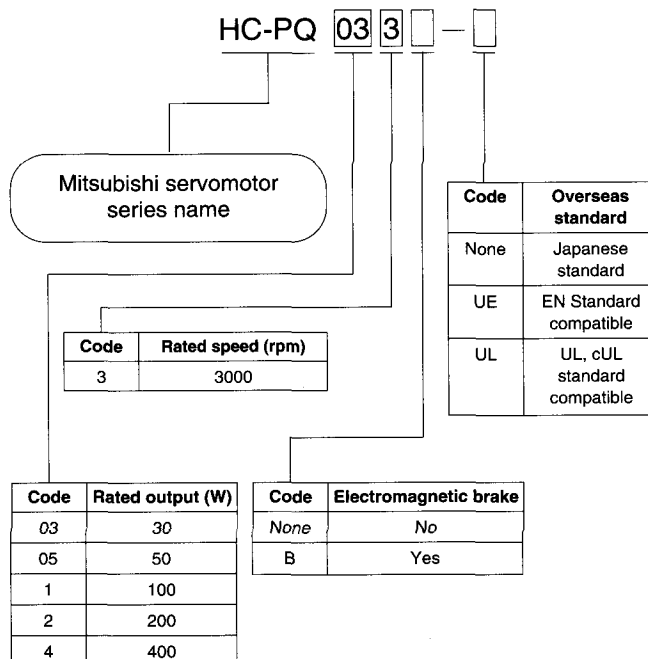 HC-PQ 03 3 –
Mitsubishi servomotor
series name
Code Overseas
standard
None Japanese
standard
UE EN Standard
compatible
UL UL, cUL
standard
compatible
Code Rated speed (rpm)
3 3000
Code Rated output (W)
03 30
05 50
1 100
2 200
4 400
Code Electromagnetic brake
None No
B Yes